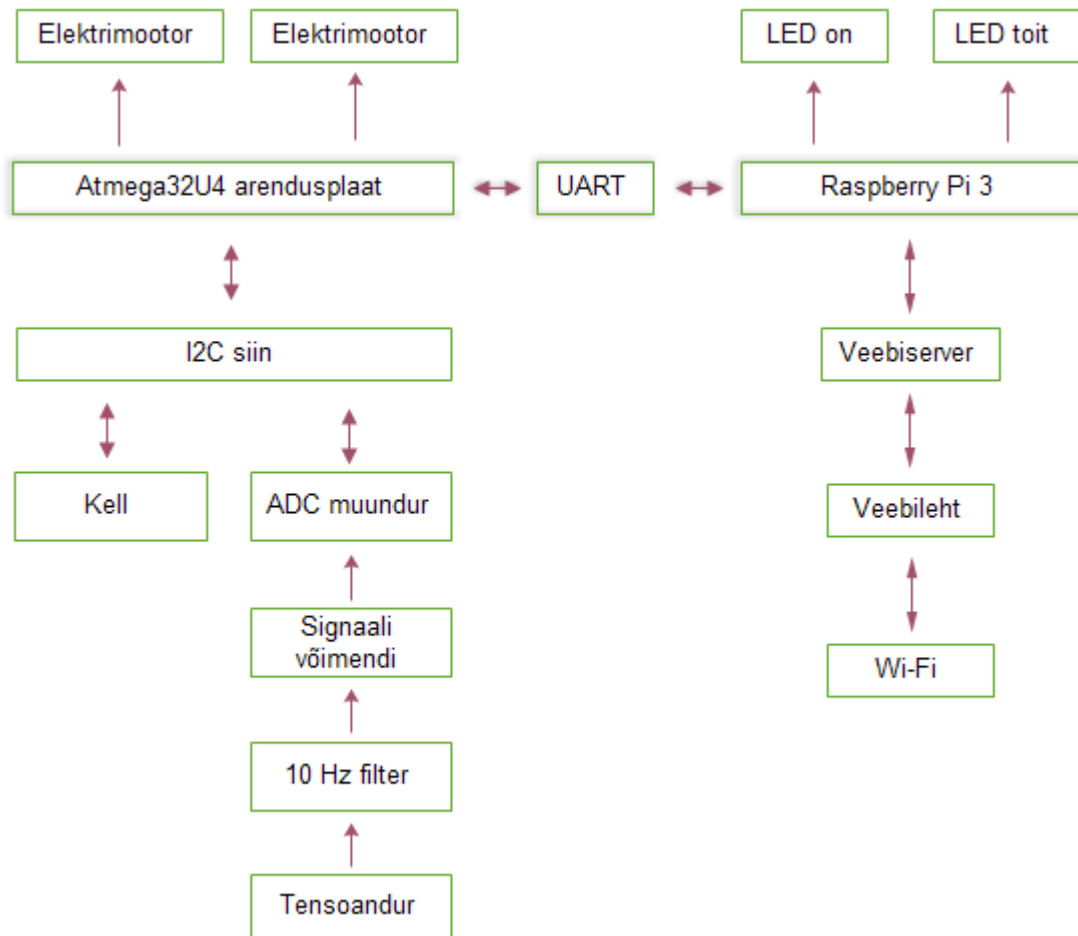 Elektrimootor
Elektrimootor
LED on
LED toit
Atmega32U4 arendusplaat
UART
Raspberry Pi 3
I2C siin
Veebiserver
Kell
ADC muundur
Veebileht
Signaali
võimendi
Wi-Fi
10 Hz filter
Tensoandur